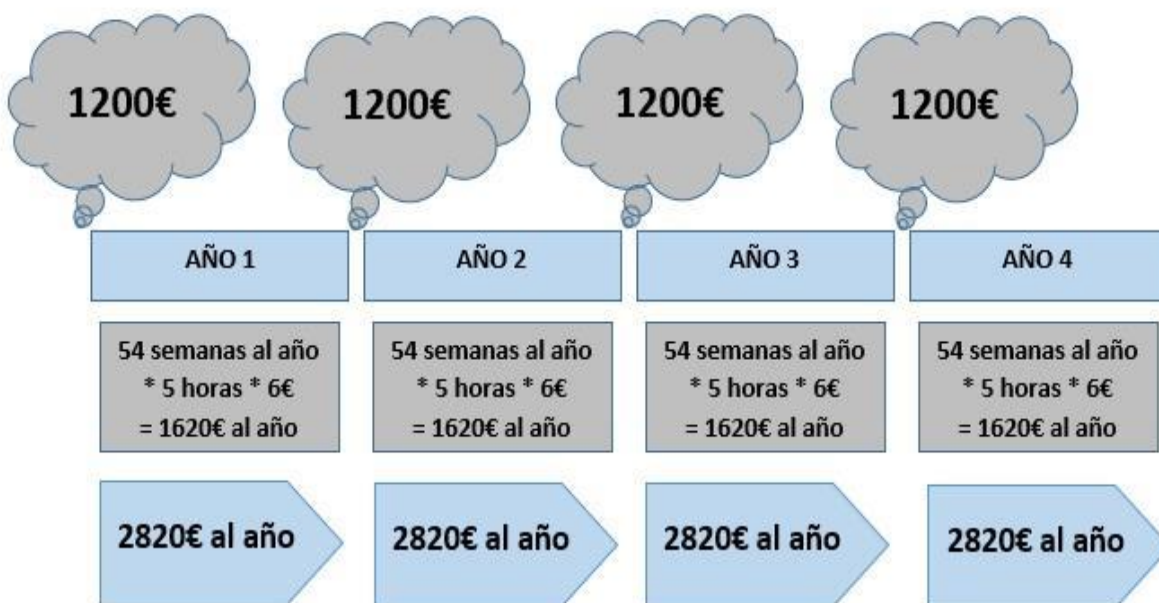 1200€
1200€
1200€
1200€
AÑO 1
AÑO 2
AÑO 3
AÑO 4
54 semanas al año
* 5 horas * 6€
= 1620€ al año
54 semanas al año
* 5 horas * 6€
= 1620€ al año
54 semanas al año
* 5 horas * 6€
= 1620€ al año
54 semanas al año
* 5 horas * 6€
= 1620€ al año
2820€ al año
2820€ al año
2820€ al año
2820€ al año